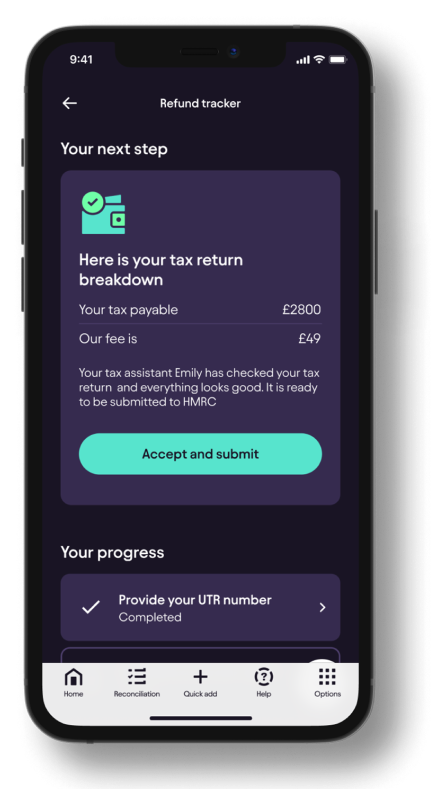 9:41
Refund tracker
Your next step
Here is your tax return
breakdown
Your tax payable £2800
Our fee is £49
Your tax assistant Emily has checked your tax
return and everything looks good. It is ready
to be submitted to HMRC
Accept and submit
Your progress
Provide your UTR number
Completed
Home Reconciliation Quick add Help Options